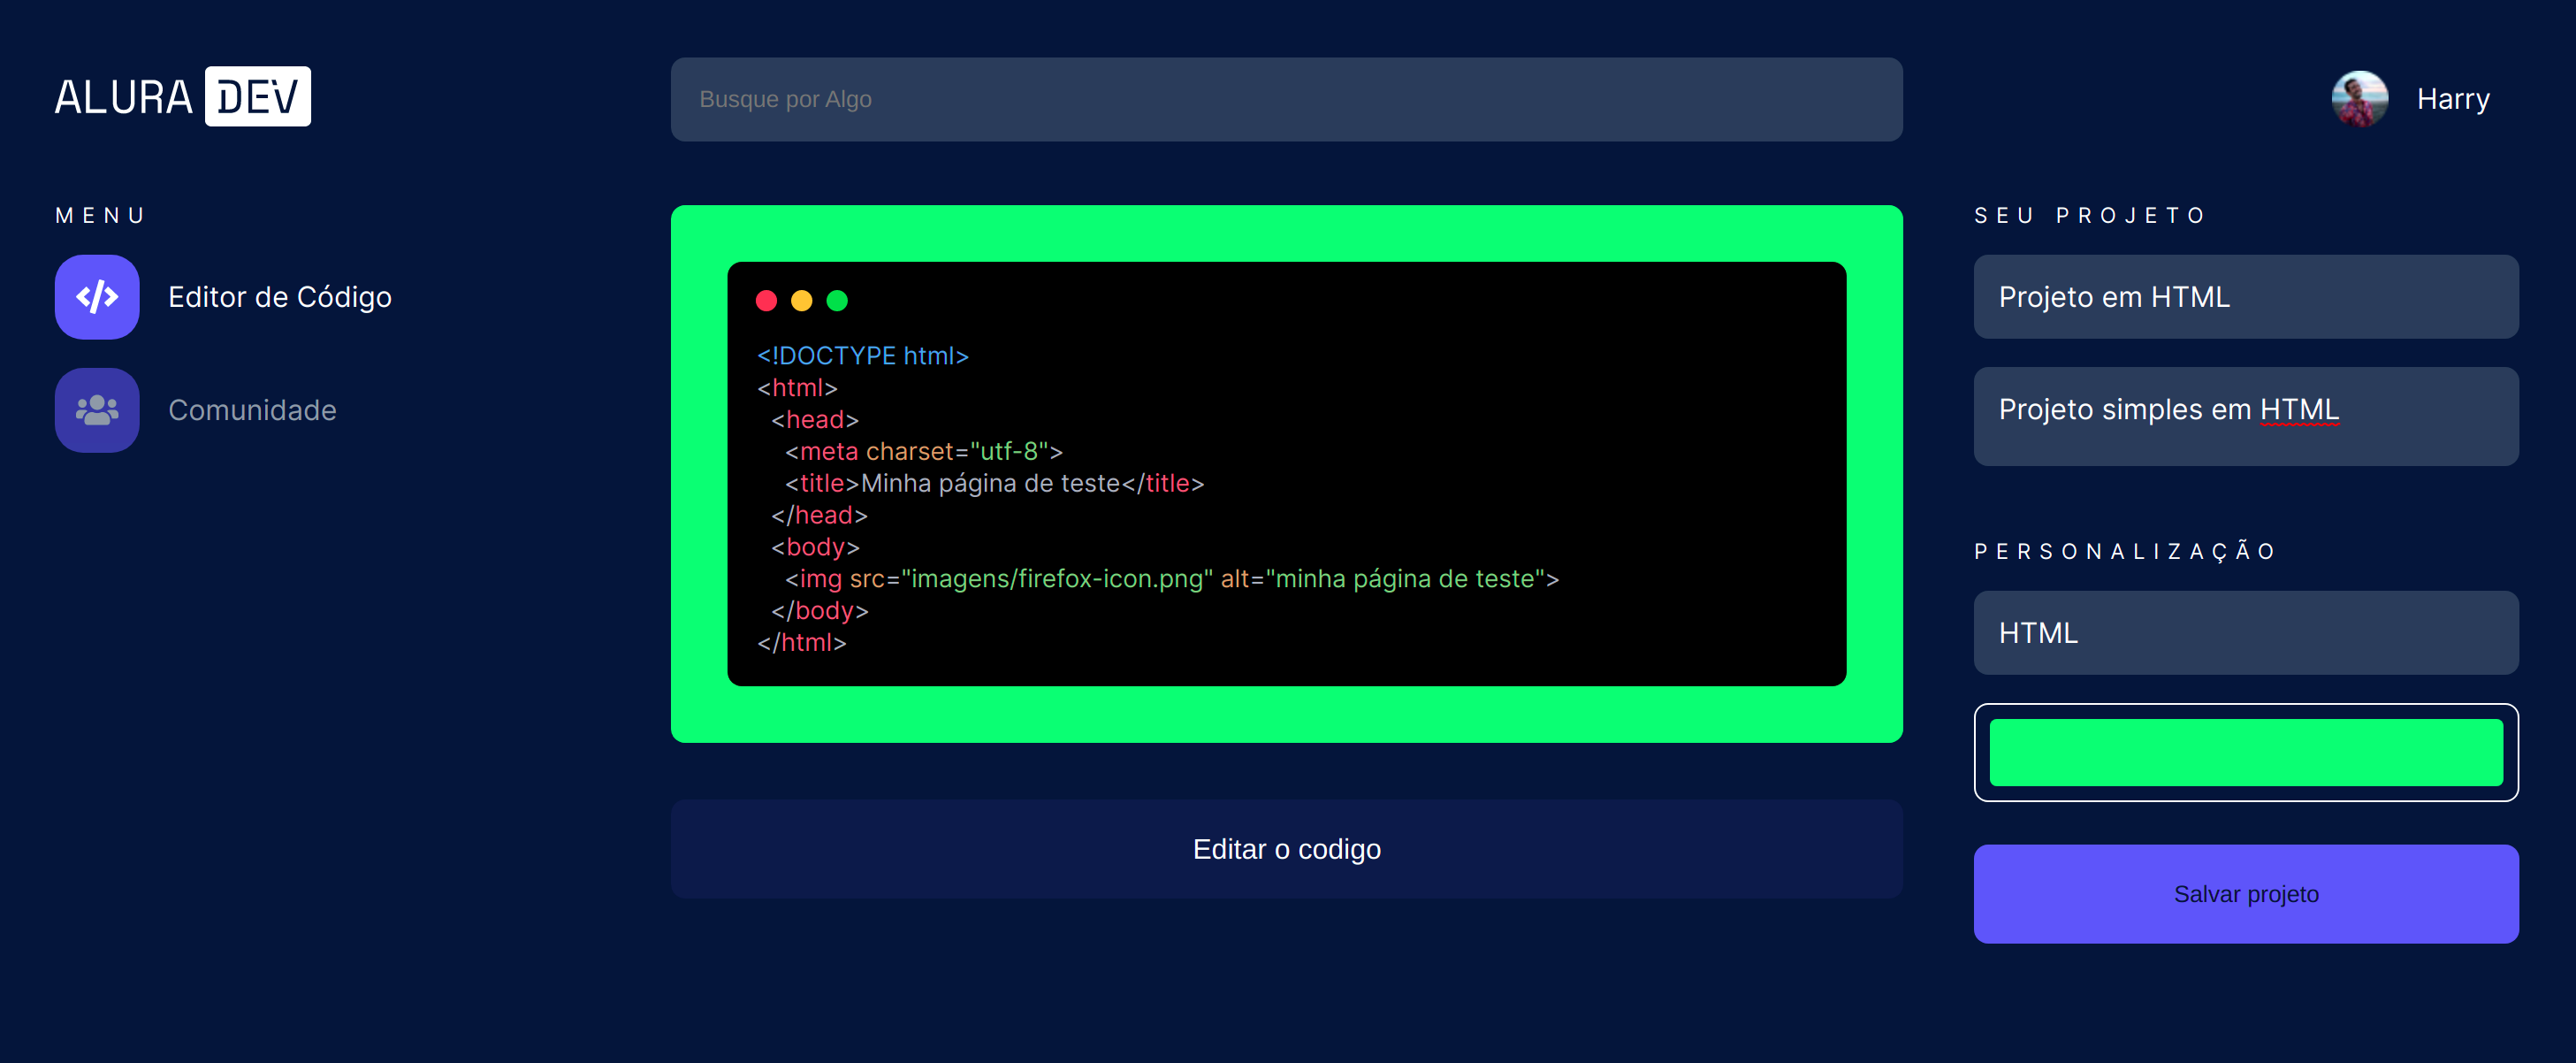 ALURA DEV
Busque por Algo
Harry
MENU
Editor de Código
Comunidade
<!DOCTYPE html>
<html>
  <head>
    <meta charset="utf-8">
    <title>Minha página de teste</title>
  </head>
  <body>
    <img src="imagens/firefox-icon.png" alt="minha página de teste">
  </body>
</html>
Editar o codigo
SEU PROJETO
Projeto em HTML
Projeto simples em HTML
PERSONALIZAÇÃO
HTML
Salvar projeto